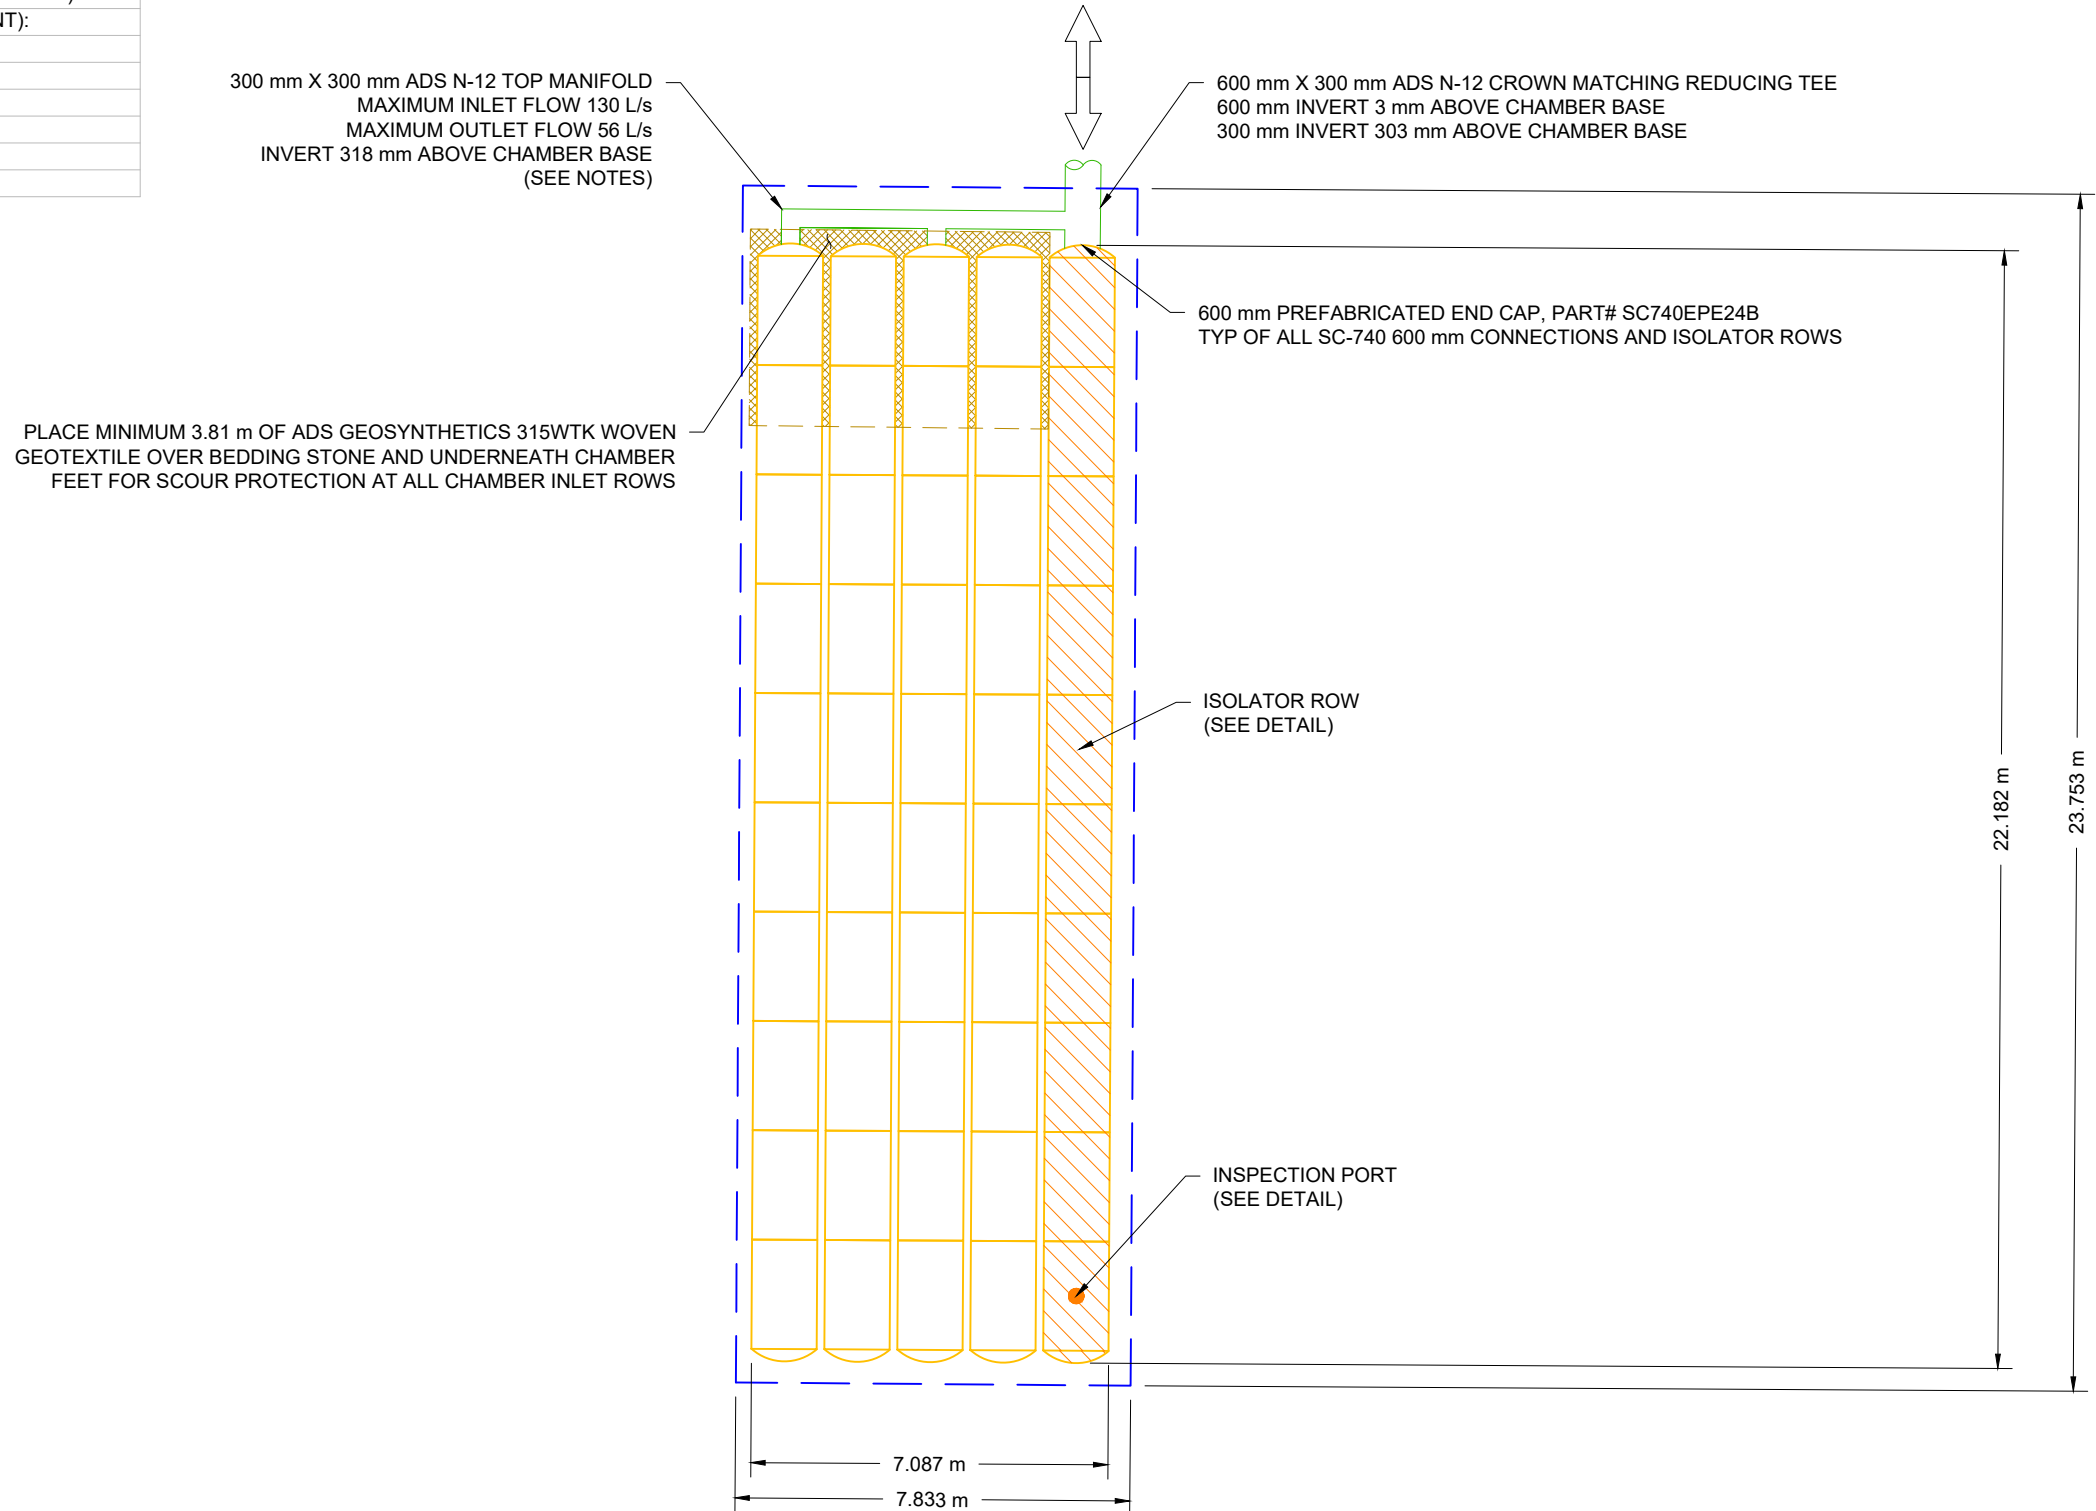 NT):
300 mm X 300 mm ADS N-12 TOP MANIFOLD
MAXIMUM INLET FLOW 130 L/s
MAXIMUM OUTLET FLOW 56 L/s
INVERT 318 mm ABOVE CHAMBER BASE
(SEE NOTES)
600 mm X 300 mm ADS N-12 CROWN MATCHING REDUCING TEE
600 mm INVERT 3 mm ABOVE CHAMBER BASE
300 mm INVERT 303 mm ABOVE CHAMBER BASE
600 mm PREFABRICATED END CAP, PART# SC740EPE24B
TYP OF ALL SC-740 600 mm CONNECTIONS AND ISOLATOR ROWS
PLACE MINIMUM 3.81 m OF ADS GEOSYNTHETICS 315WTK WOVEN
GEOTEXTILE OVER BEDDING STONE AND UNDERNEATH CHAMBER
FEET FOR SCOUR PROTECTION AT ALL CHAMBER INLET ROWS
ISOLATOR ROW
(SEE DETAIL)
22.182 m
23.753 m
INSPECTION PORT
(SEE DETAIL)
7.087 m
7.833 m